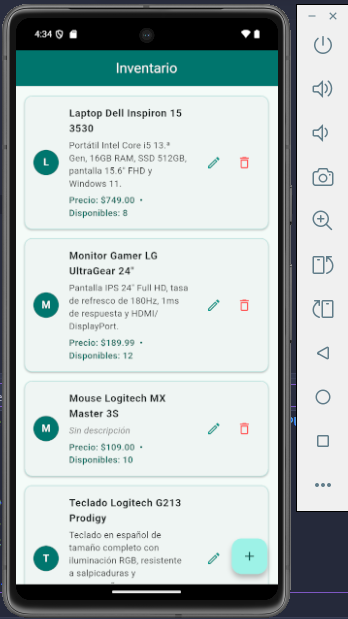 4:34
Inventario
Laptop Dell Inspiron 15
3530
L
Portátil Intel Core i5 13.ª
Gen, 16GB RAM, SSD 512GB,
pantalla 15.6" FHD y
Windows 11.
Precio: $749.00 •
Disponibles: 8
Monitor Gamer LG
UltraGear 24"
M
Pantalla IPS 24" Full HD, tasa
de refresco de 180Hz, 1ms
de respuesta y HDMI/
DisplayPort.
Precio: $189.99 •
Disponibles: 12
Mouse Logitech MX
Master 3S
M
Sin descripción
Precio: $109.00 •
Disponibles: 10
Teclado Logitech G213
Prodigy
T
Teclado en español de
tamaño completo con
iluminación RGB, resistente
a salpicaduras y
+